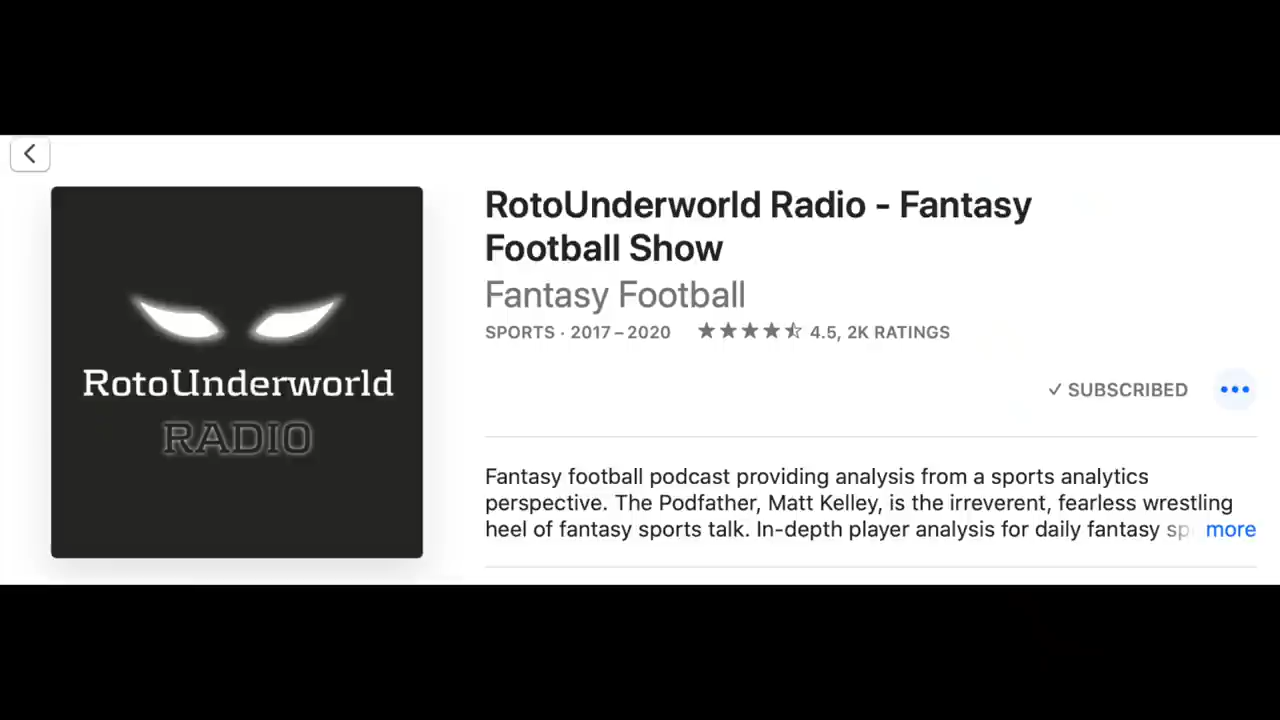 RotoUnderworld
RADIO
RotoUnderworld Radio - Fantasy
Football Show
Fantasy Football
SPORTS · 2017–2020 ★★★★⯪ 4.5, 2K RATINGS
✓ SUBSCRIBED
Fantasy football podcast providing analysis from a sports analytics
perspective. The Podfather, Matt Kelley, is the irreverent, fearless wrestling
heel of fantasy sports talk. In-depth player analysis for daily fantasy sp more